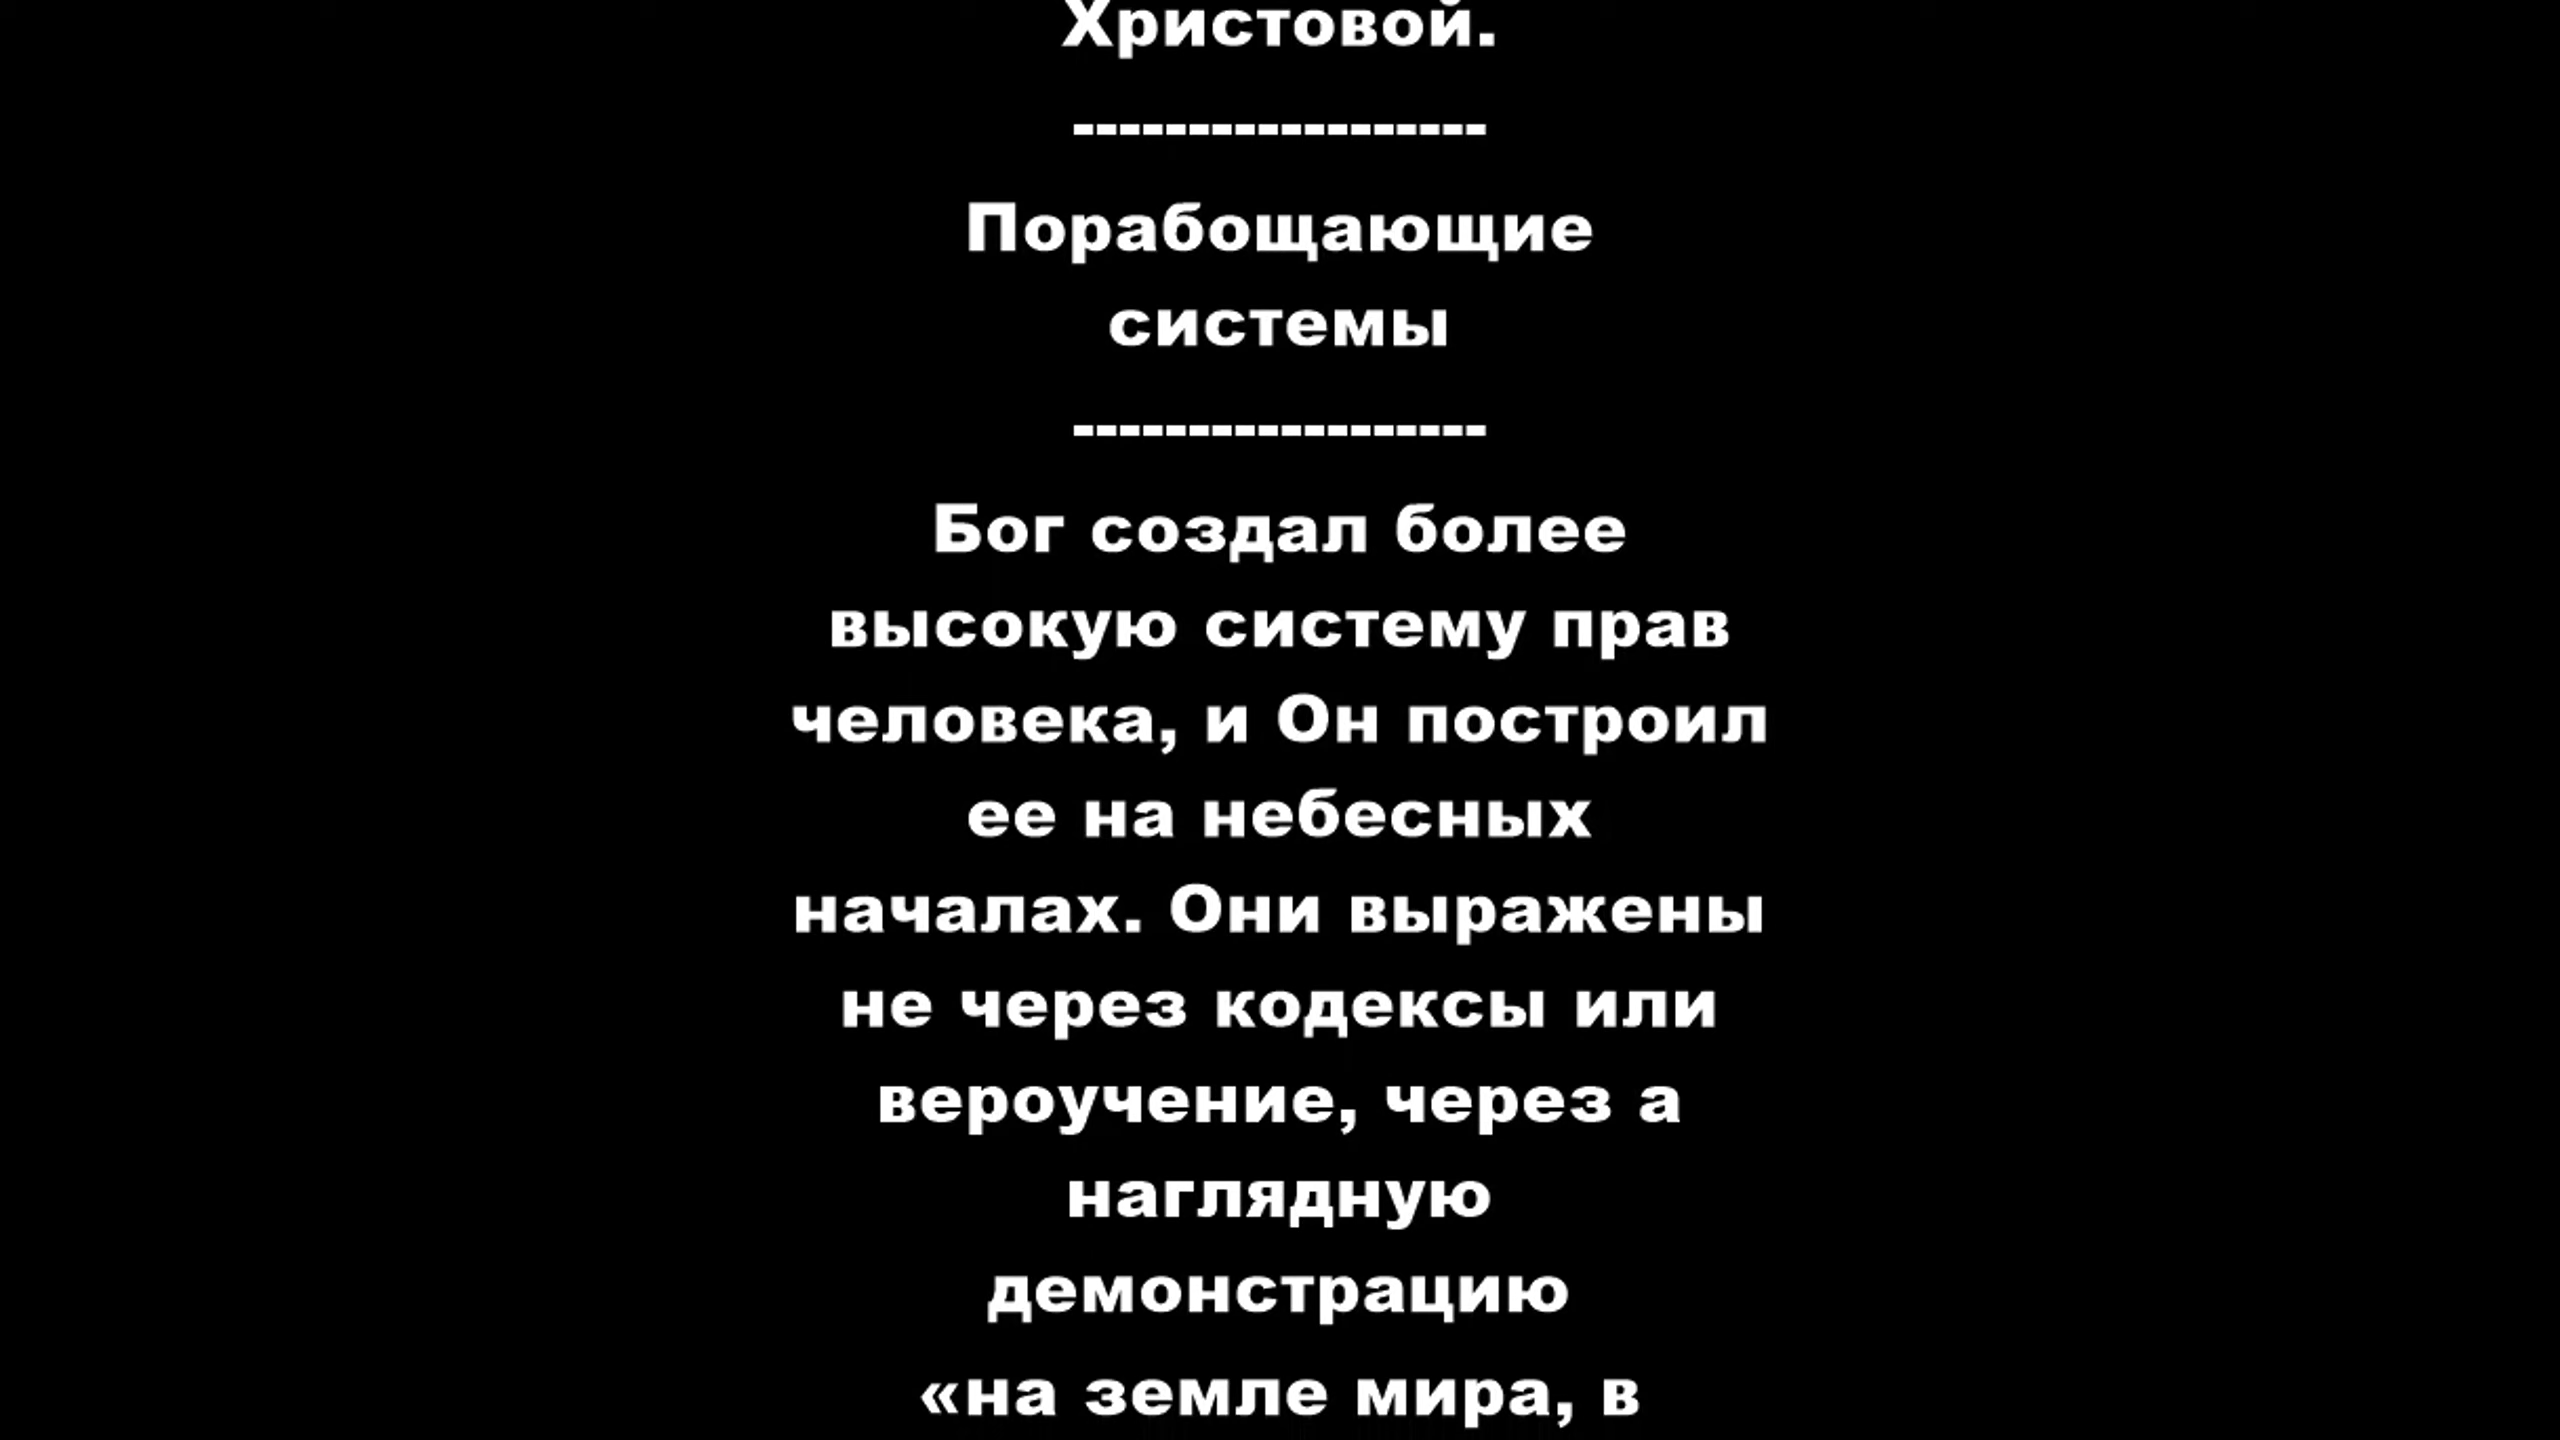 Христовой.
------------------
Порабощающие
системы
------------------
Бог создал более
высокую систему прав
человека, и Он построил
ее на небесных
началах. Они выражены
не через кодексы или
вероучение, через а
наглядную
демонстрацию
«на земле мира, в